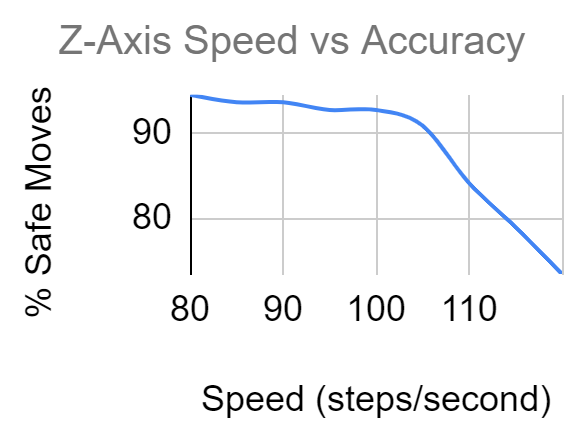 Z-Axis Speed vs Accuracy
% Safe Moves
90
80
80 90 100 110
Speed (steps/second)